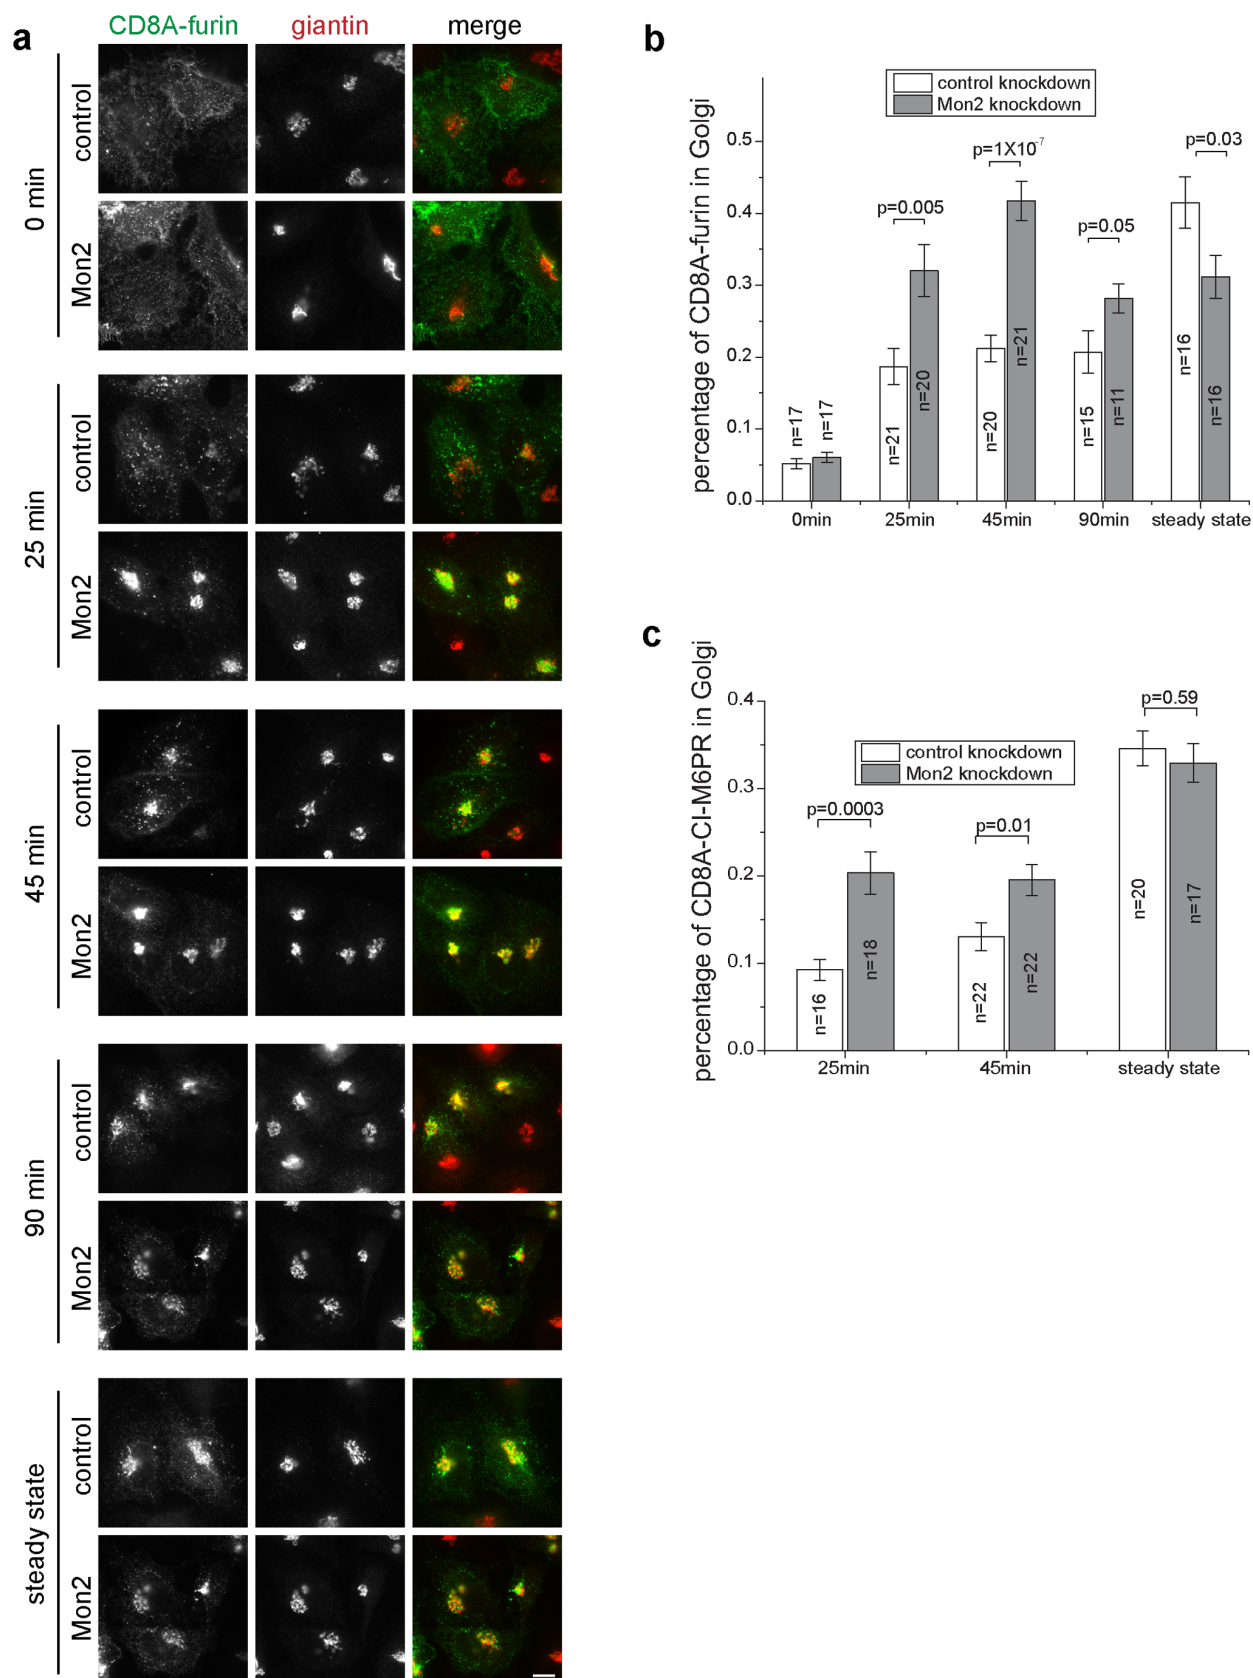 a
CD8A-furin giantin merge
0 min
control
Mon2
25 min
control
Mon2
45 min
control
Mon2
90 min
control
Mon2
steady state
control
Mon2
b
percentage of CD8A-furin in Golgi
control knockdown
Mon2 knockdown
0.5
0.4
0.3
0.2
0.1
0.0
p=0.005
p=1X10⁻⁷
p=0.05
p=0.03
n=17
n=17
n=21
n=20
n=20
n=21
n=15
n=11
n=16
n=16
0min 25min 45min 90min steady state
c
percentage of CD8A-CI-M6PR in Golgi
control knockdown
Mon2 knockdown
0.4
0.3
0.2
0.1
0.0
p=0.0003
p=0.01
p=0.59
n=16
n=18
n=22
n=22
n=20
n=17
25min 45min steady state